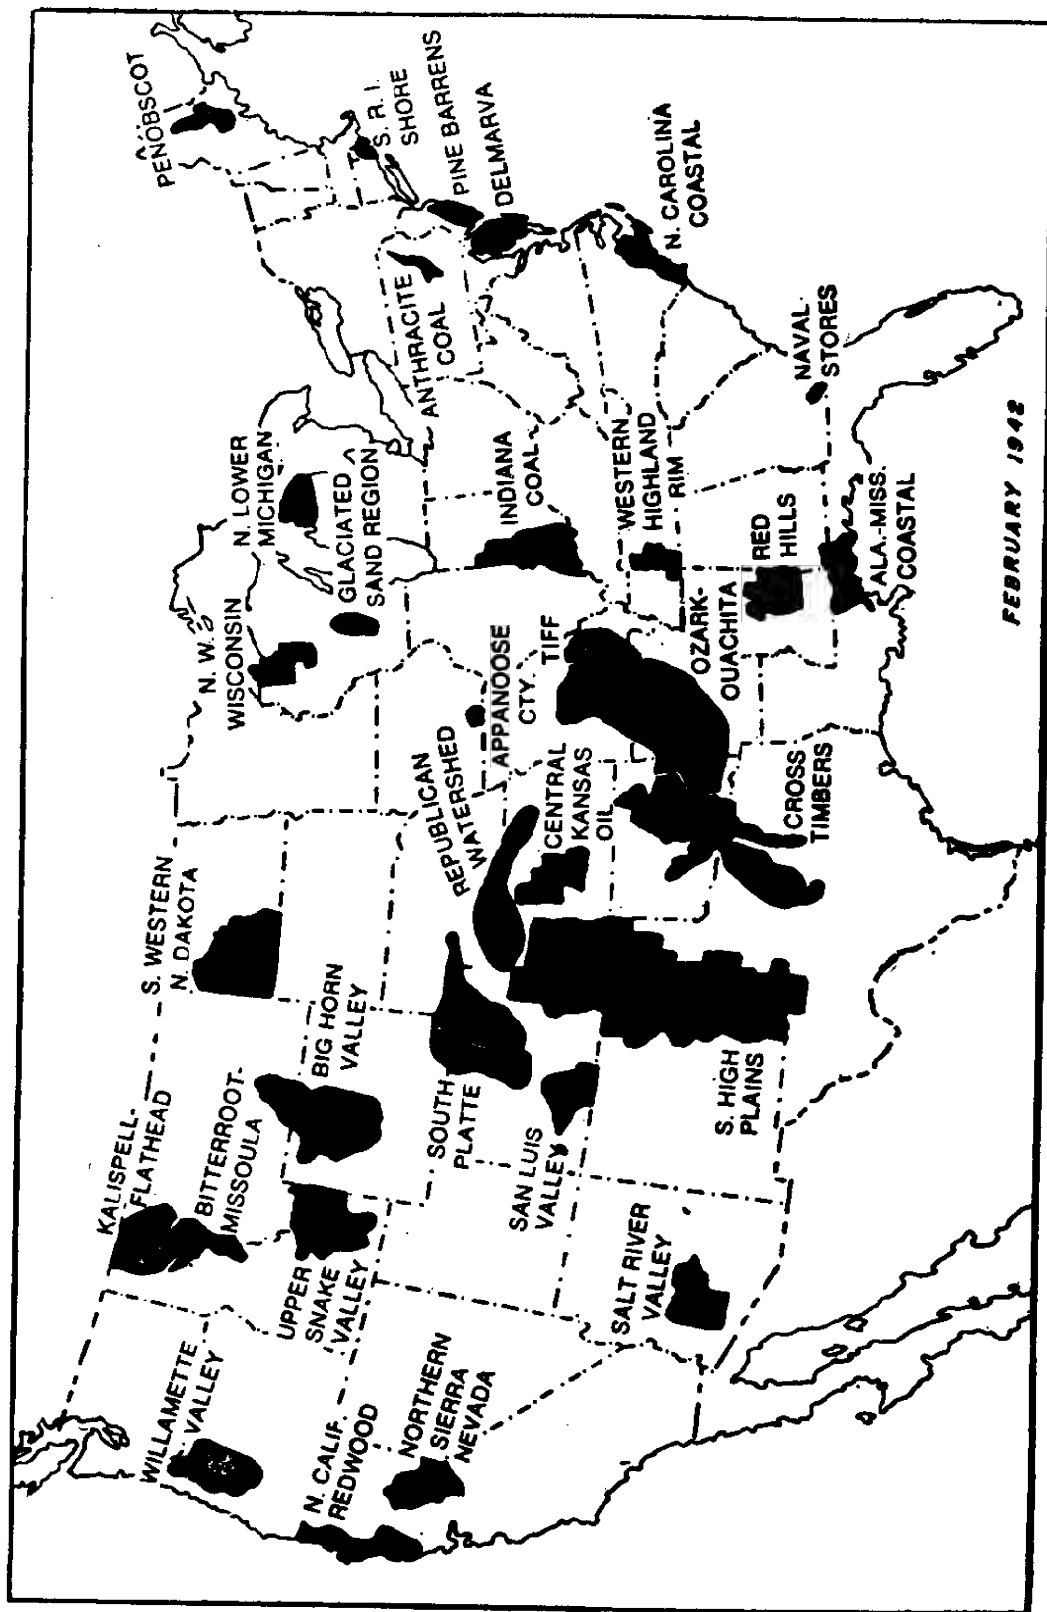 KALISPELL-
FLATHEAD
S. WESTERN
N. DAKOTA
N. W.
WISCONSIN
N. LOWER
MICHIGAN
PENOBSCOT
WILLAMETTE
VALLEY
BITTERROOT-
MISSOULA
BIG HORN
VALLEY
GLACIATED
SAND REGION
ANTHRACITE
COAL
S. R. I.
SHORE
PINE BARRENS
DELMARVA
UPPER
SNAKE
VALLEY
N. CALIF.
REDWOOD
NORTHERN
SIERRA
NEVADA
SOUTH
PLATTE
REPUBLICAN
WATERSHED
APPANOOSE
CTY.
TIFF
INDIANA
COAL
SAN LUIS
VALLEY
CENTRAL
KANSAS
OIL
WESTERN
HIGHLAND
RIM
N. CAROLINA
COASTAL
SALT RIVER
VALLEY
S. HIGH
PLAINS
OZARK-
OUACHITA
RED
HILLS
NAVAL
STORES
CROSS
TIMBERS
ALA.-MISS.
COASTAL
FEBRUARY 1942